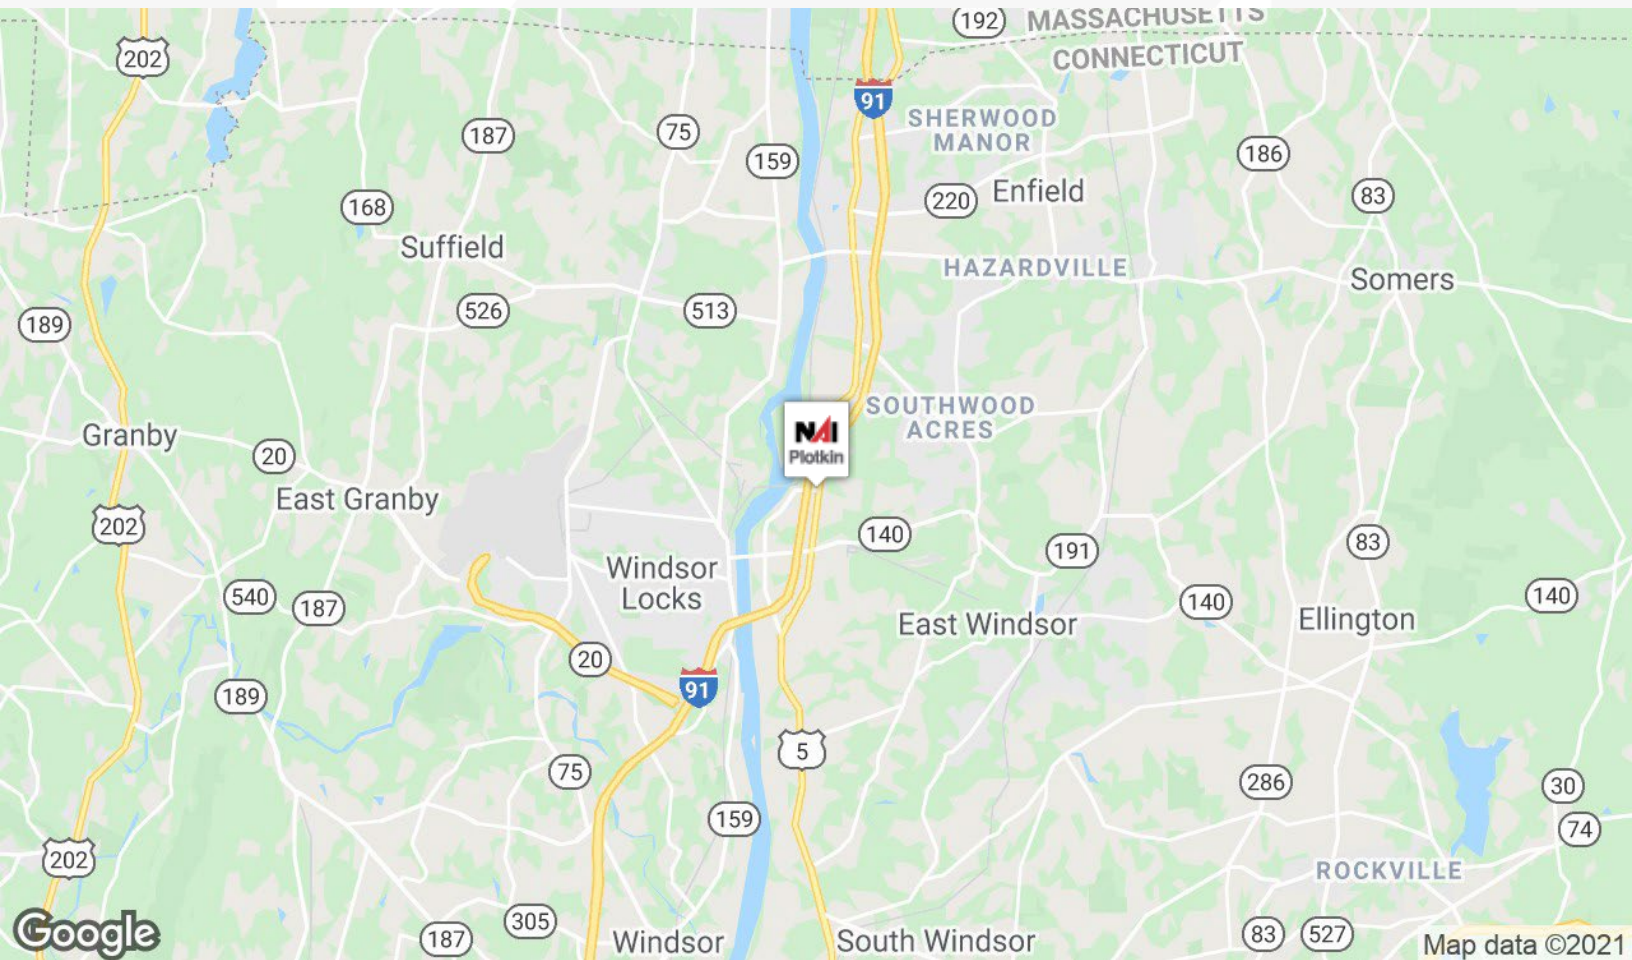 192
MASSACHUSETTS
CONNECTICUT
202
91
SHERWOOD
MANOR
187
75
159
186
83
220
Enfield
168
Suffield
HAZARDVILLE
Somers
526
513
189
SOUTHWOOD
ACRES
NAI
Plotkin
Granby
20
East Granby
202
140
191
83
Windsor
Locks
540
187
140
140
East Windsor
Ellington
20
91
189
5
75
286
30
159
74
202
ROCKVILLE
Google
187
305
Windsor
South Windsor
83
527
Map data ©2021